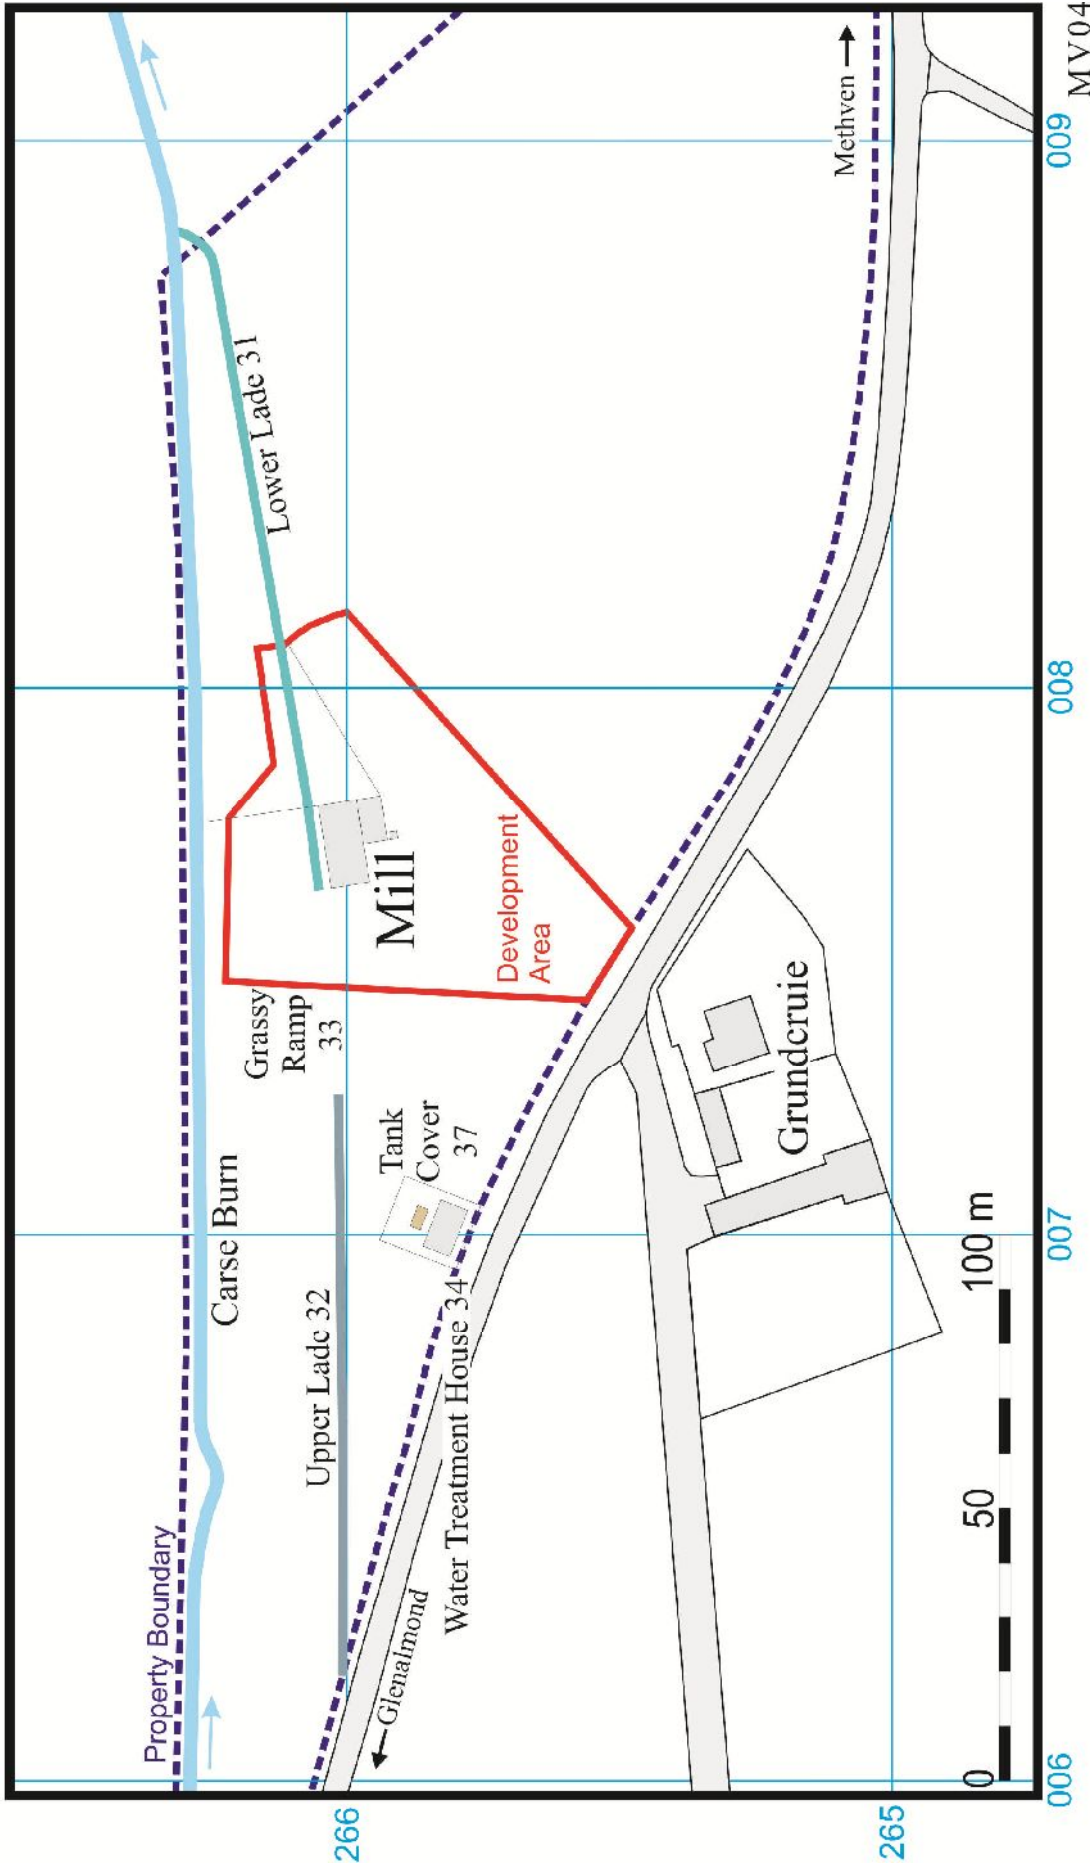 Property Boundary
Carse Burn
Lower Lade 31
Grassy
Ramp
33
Upper Lade 32
Mill
Tank
Cover
37
Development
Area
Water Treatment House 34
Glenalmond
Methven
Grundcruie
0
50
100 m
266
265
006
007
008
009
MV04